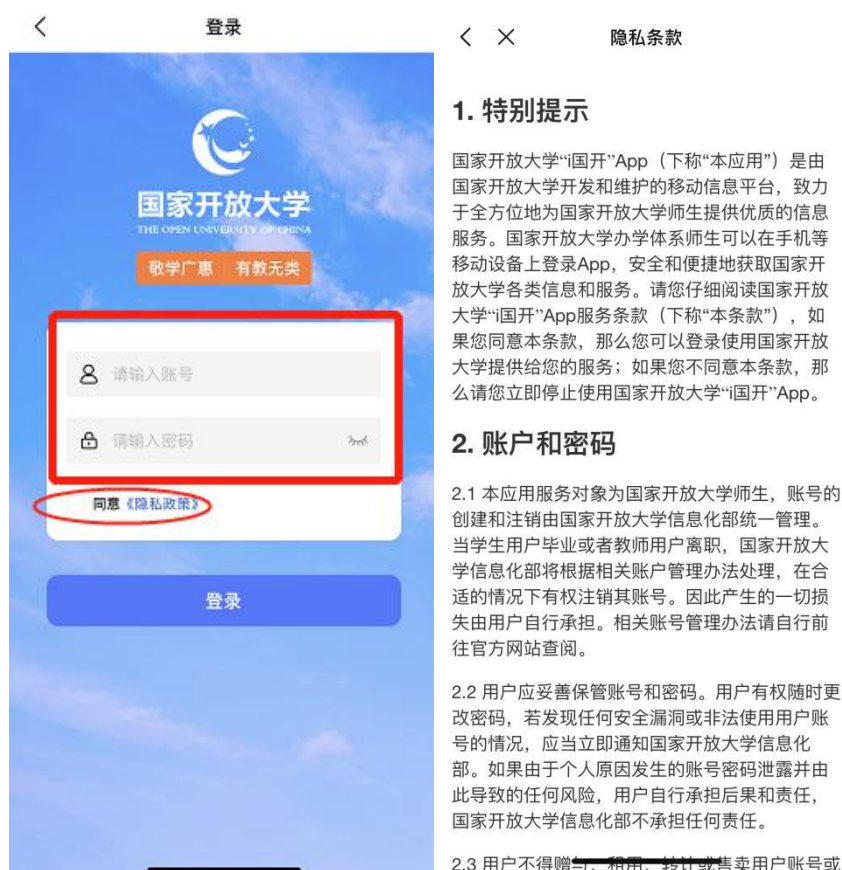 登录
国家开放大学
THE OPEN UNIVERSITY OF CHINA
敬学广惠 有教无类
请输入账号
请输入密码
同意《隐私政策》
登录
隐私条款
1. 特别提示
国家开放大学“i国开”App（下称“本应用”）是由
国家开放大学开发和维护的移动信息平台，致力
于全方位地为国家开放大学师生提供优质的信息
服务。国家开放大学办学体系师生可以在手机等
移动设备上登录App，安全和便捷地获取国家开
放大学各类信息和服务。请您仔细阅读国家开放
大学“i国开”App服务条款（下称“本条款”），如
果您同意本条款，那么您可以登录使用国家开放
大学提供给您的服务；如果您不同意本条款，那
么请您立即停止使用国家开放大学“i国开”App。
2. 账户和密码
2.1 本应用服务对象为国家开放大学师生，账号的
创建和注销由国家开放大学信息化部统一管理。
当学生用户毕业或者教师用户离职，国家开放大
学信息化部将根据相关账户管理办法处理，在合
适的情况下有权注销其账号。因此产生的一切损
失由用户自行承担。相关账号管理办法请自行前
往官方网站查阅。
2.2 用户应妥善保管账号和密码。用户有权随时更
改密码，若发现任何安全漏洞或非法使用用户账
号的情况，应当立即通知国家开放大学信息化
部。如果由于个人原因发生的账号密码泄露并由
此导致的任何风险，用户自行承担后果和责任，
国家开放大学信息化部不承担任何责任。
2.3 用户不得赠与、租用、转让或售卖用户账号或